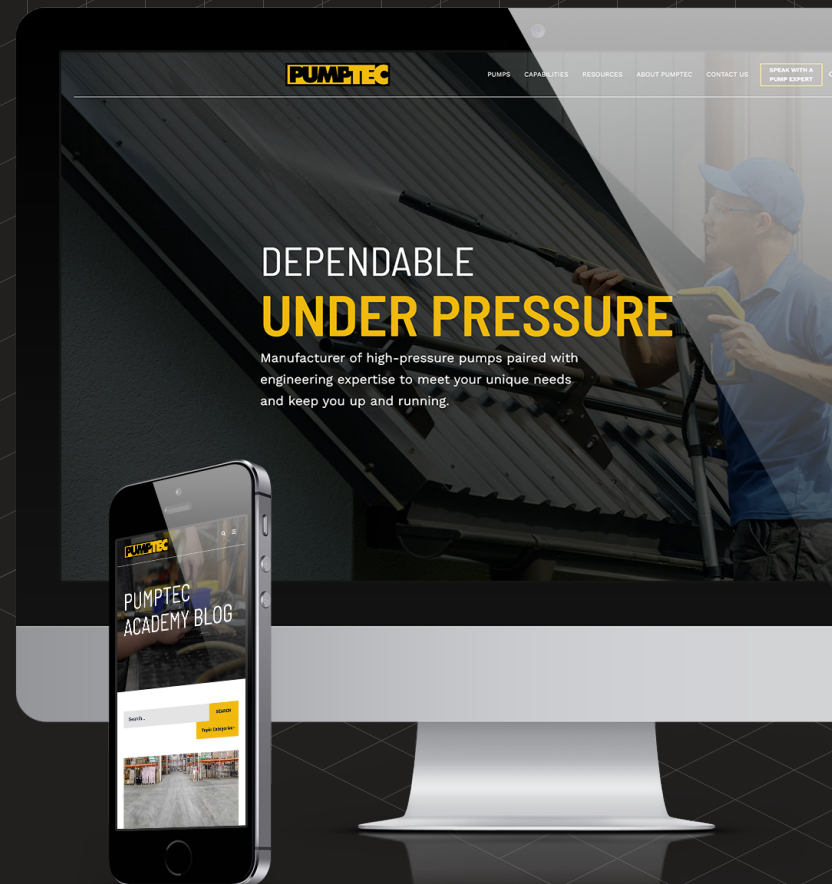 PUMPTEC
PUMPS CAPABILITIES RESOURCES ABOUT PUMPTEC CONTACT US
SPEAK WITH A
PUMP EXPERT
DEPENDABLE
UNDER PRESSURE
Manufacturer of high-pressure pumps paired with
engineering expertise to meet your unique needs
and keep you up and running.
PUMPTEC
PUMPTEC
ACADEMY BLOG
Search...
SEARCH
Topic Categories